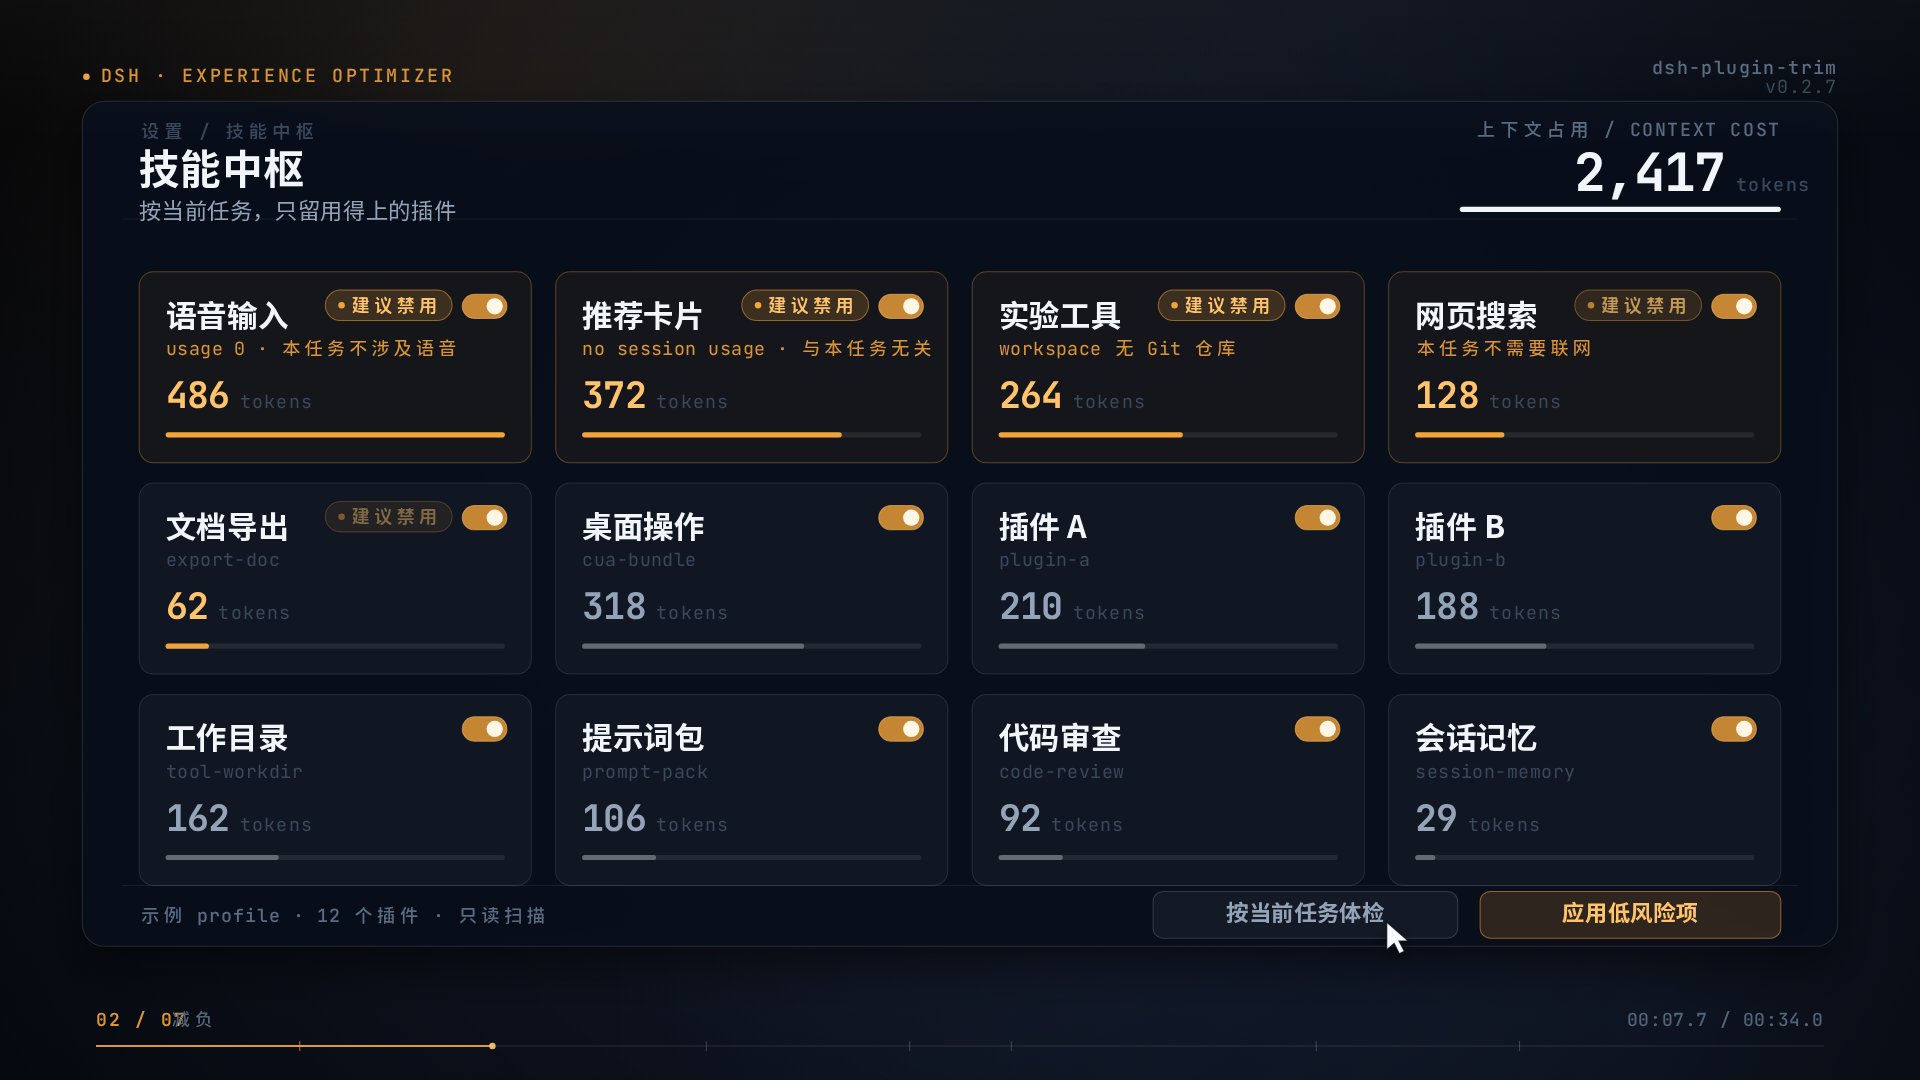 DSH · EXPERIENCE OPTIMIZER
dsh-plugin-trim
v0.2.7
设置 / 技能中枢
技能中枢
按当前任务，只留用得上的插件
上下文占用 / CONTEXT COST
2,417 tokens
语音输入
建议禁用
usage 0 · 本任务不涉及语音
486 tokens
推荐卡片
建议禁用
no session usage · 与本任务无关
372 tokens
实验工具
建议禁用
workspace 无 Git 仓库
264 tokens
网页搜索
建议禁用
本任务不需要联网
128 tokens
文档导出
建议禁用
export-doc
62 tokens
桌面操作
cua-bundle
318 tokens
插件 A
plugin-a
210 tokens
插件 B
plugin-b
188 tokens
工作目录
tool-workdir
162 tokens
提示词包
prompt-pack
106 tokens
代码审查
code-review
92 tokens
会话记忆
session-memory
29 tokens
示例 profile · 12 个插件 · 只读扫描
按当前任务体检
应用低风险项
02 / 07 减负
00:07.7 / 00:34.0